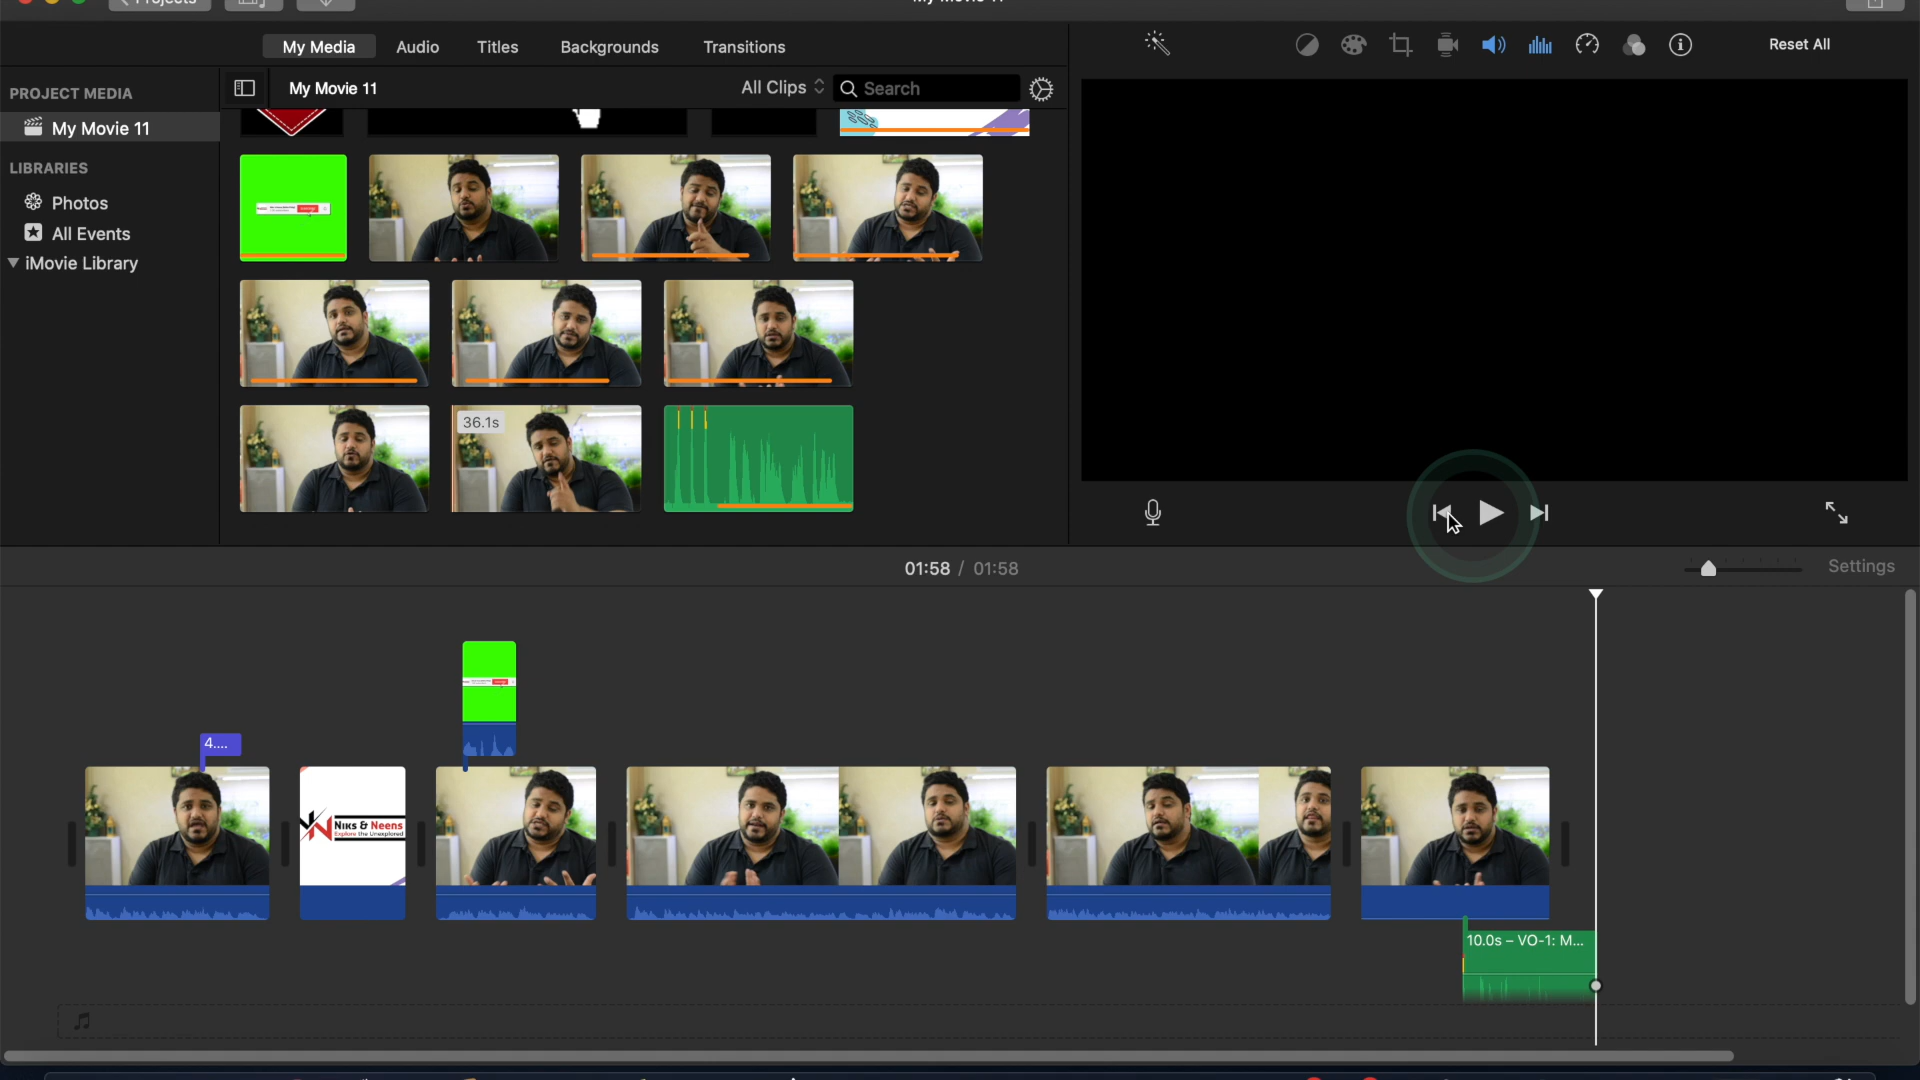 Projects
My Movie 11
My Media
Audio
Titles
Backgrounds
Transitions
Reset All
PROJECT MEDIA
My Movie 11
All Clips
Search
My Movie 11
LIBRARIES
Photos
All Events
iMovie Library
36.1s
01:58 / 01:58
Settings
4....
NIKS & NEENS
Explore the Unexplored
10.0s – VO-1: M...